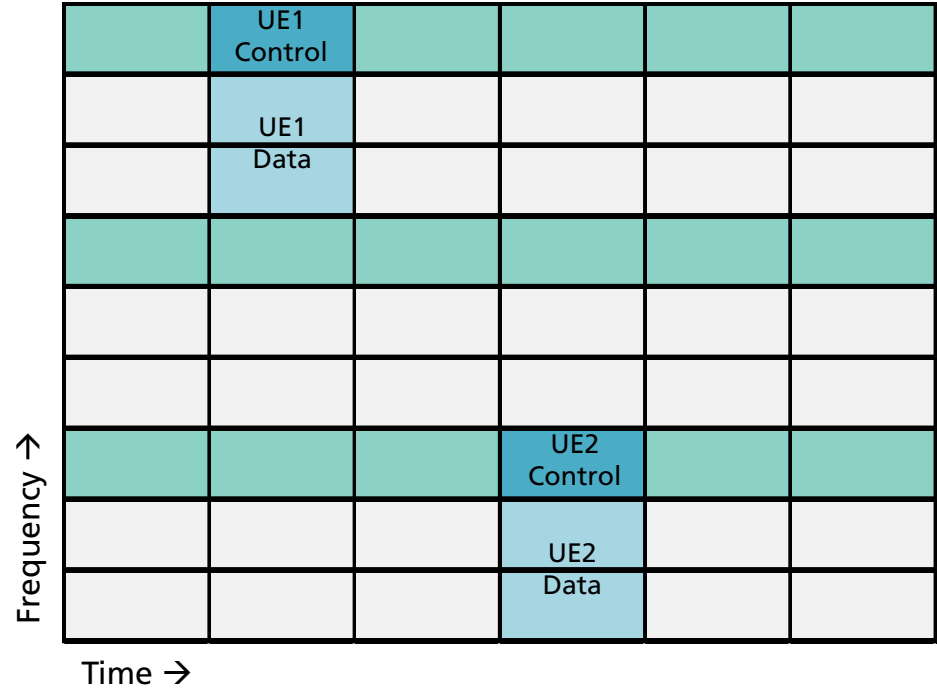 UE1
Control
UE1
Data
UE2
Control
UE2
Data
Frequency →
Time →